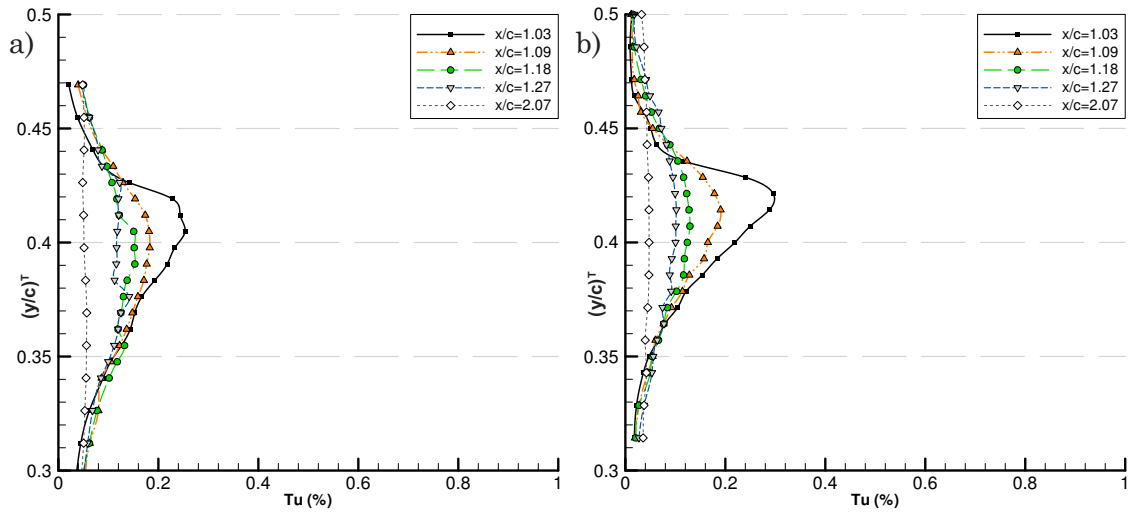 a)
0.5
0.45
0.4
0.35
0.3
(y/c)ᵀ
0
0.2
0.4
0.6
0.8
1
Tu (%)
x/c=1.03
x/c=1.09
x/c=1.18
x/c=1.27
x/c=2.07
b)
0.5
0.45
0.4
0.35
0.3
(y/c)ᵀ
0
0.2
0.4
0.6
0.8
1
Tu (%)
x/c=1.03
x/c=1.09
x/c=1.18
x/c=1.27
x/c=2.07